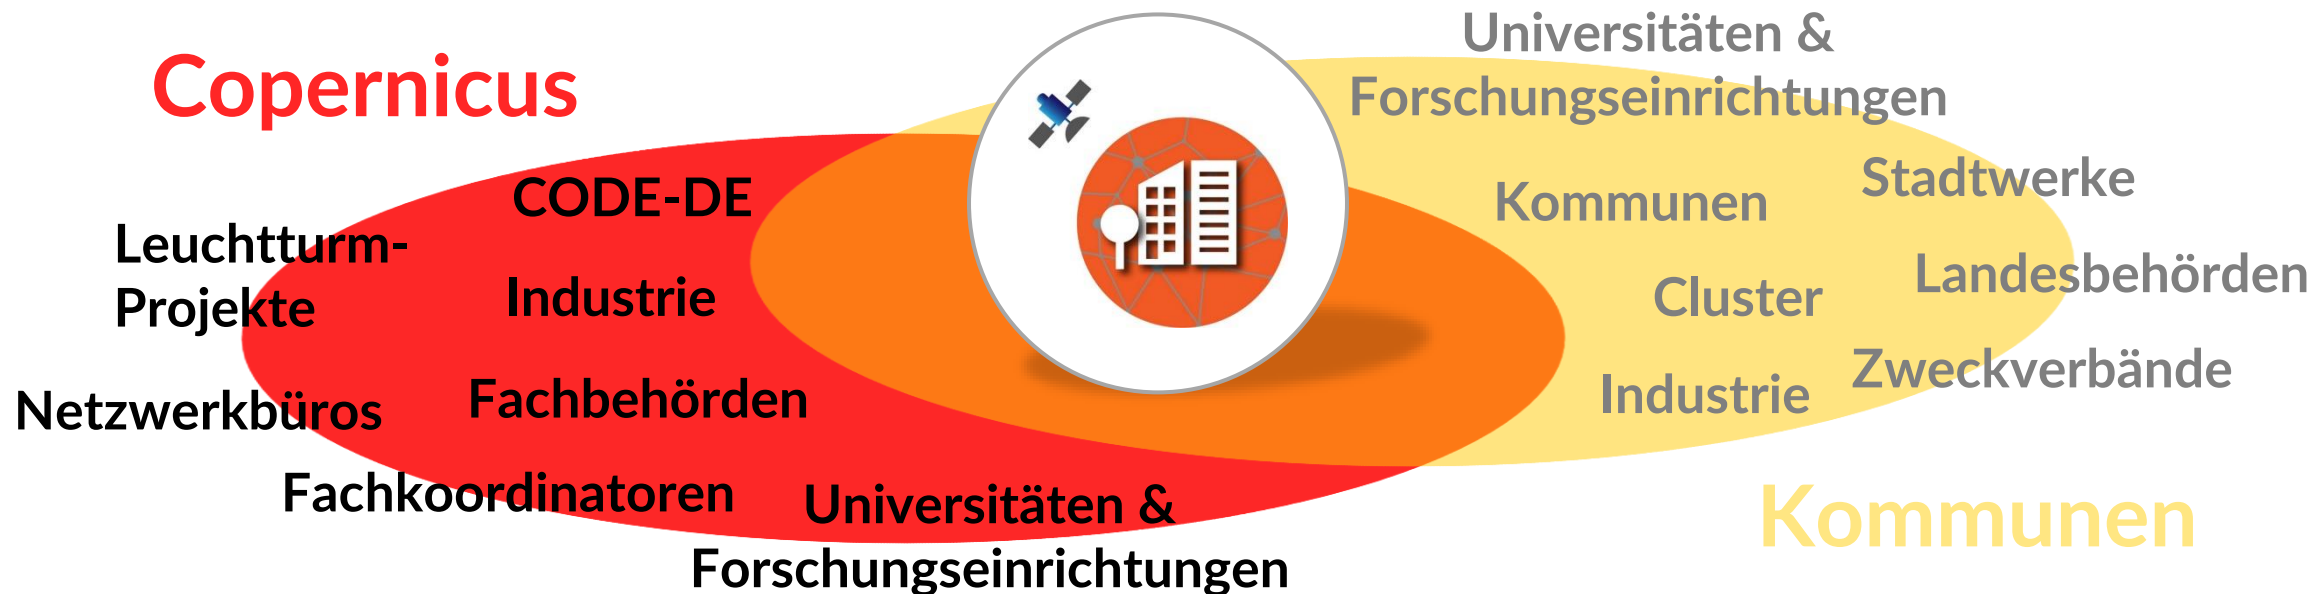 Copernicus
CODE-DE
Leuchtturm-
Projekte
Industrie
Netzwerkbüros
Fachbehörden
Fachkoordinatoren
Universitäten &
Forschungseinrichtungen
Universitäten &
Forschungseinrichtungen
Stadtwerke
Kommunen
Landesbehörden
Cluster
Zweckverbände
Industrie
Kommunen